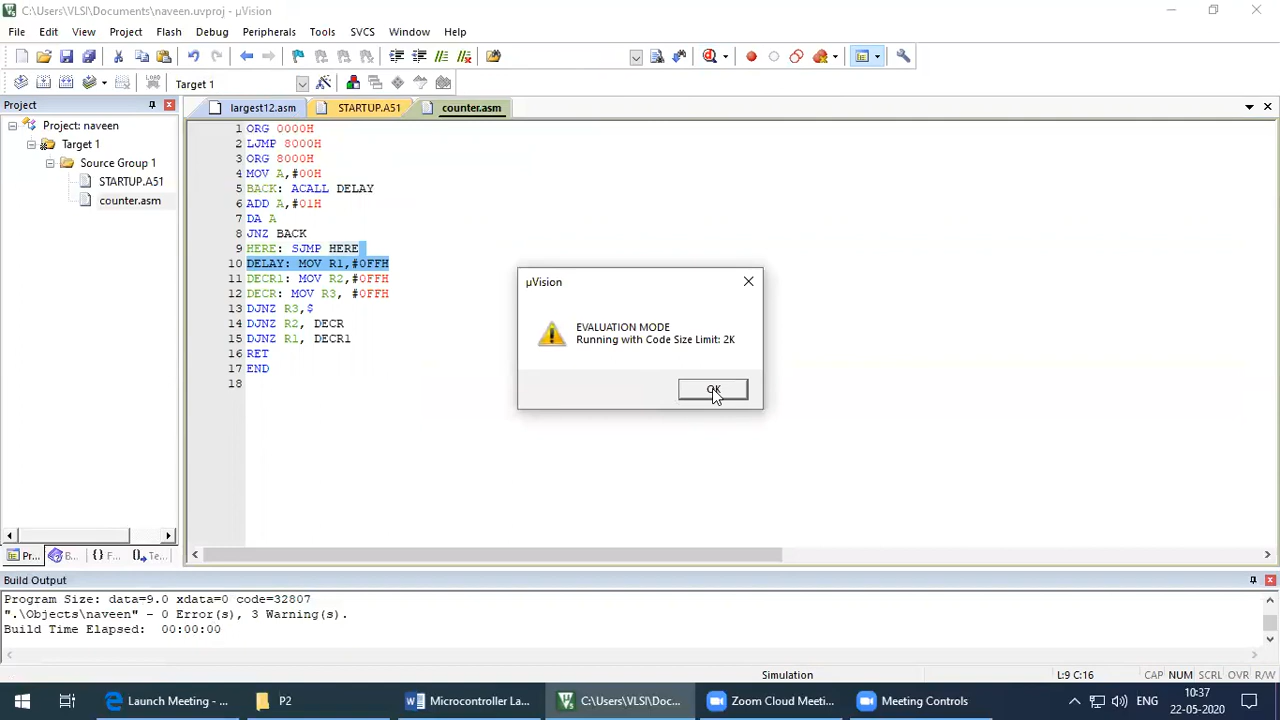 C:\Users\VLSI\Documents\naveen.uvproj - µVision
File Edit View Project Flash Debug Peripherals Tools SVCS Window Help
LOAD Target 1
Project
largest12.asm STARTUP.A51 counter.asm
Project: naveen
Target 1
Source Group 1
STARTUP.A51
counter.asm
1 ORG 0000H
2 LJMP 8000H
3 ORG 8000H
4 MOV A,#00H
5 BACK: ACALL DELAY
6 ADD A,#01H
7 DA A
8 JNZ BACK
9 HERE: SJMP HERE
10 DELAY: MOV R1,#0FFH
11 DECR1: MOV R2,#0FFH
12 DECR: MOV R3, #0FFH
13 DJNZ R3,$
14 DJNZ R2, DECR
15 DJNZ R1, DECR1
16 RET
17 END
18
µVision
EVALUATION MODE
Running with Code Size Limit: 2K
OK
Pr... B... {} F... Te...
Build Output
Program Size: data=9.0 xdata=0 code=32807
".\Objects\naveen" - 0 Error(s), 3 Warning(s).
Build Time Elapsed: 00:00:00
Simulation L:9 C:16 CAP NUM SCRL OVR R/W
Launch Meeting - ... P2 Microcontroller La... C:\Users\VLSI\Doc... Zoom Cloud Meeti... Meeting Controls ENG 10:37
22-05-2020